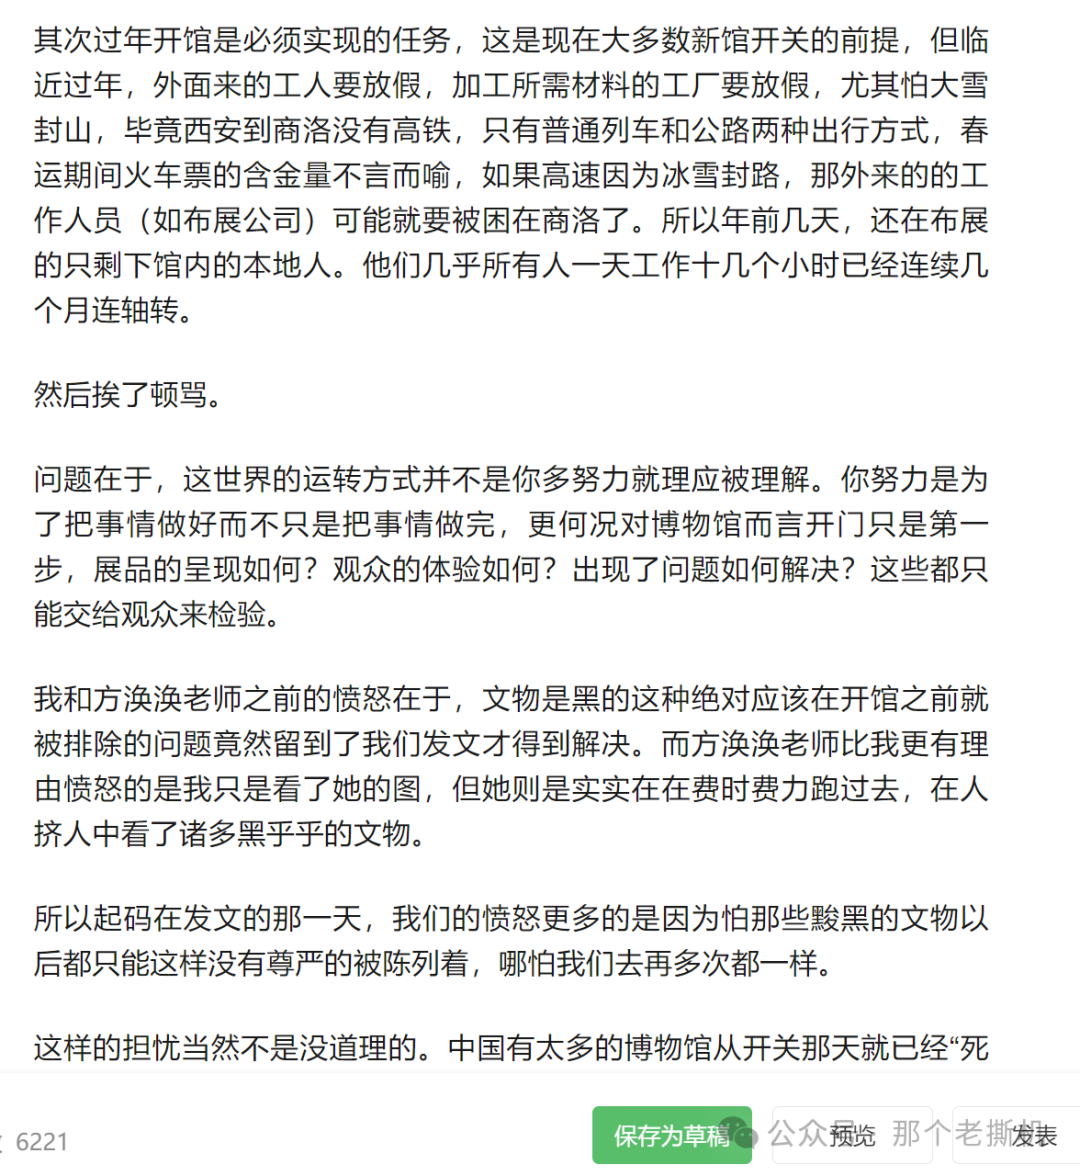 其次过年开馆是必须实现的任务，这是现在大多数新馆开关的前提，但临
近过年，外面来的工人要放假，加工所需材料的工厂要放假，尤其怕大雪
封山，毕竟西安到商洛没有高铁，只有普通列车和公路两种出行方式，春
运期间火车票的含金量不言而喻，如果高速因为冰雪封路，那外来的的工
作人员（如布展公司）可能就要被困在商洛了。所以年前几天，还在布展
的只剩下馆内的本地人。他们几乎所有人一天工作十几个小时已经连续几
个月连轴转。
然后挨了顿骂。
问题在于，这世界的运转方式并不是你多努力就理应被理解。你努力是为
了把事情做好而不只是把事情做完，更何况对博物馆而言开门只是第一
步，展品的呈现如何？观众的体验如何？出现了问题如何解决？这些都只
能交给观众来检验。
我和方涣涣老师之前的愤怒在于，文物是黑的这种绝对应该在开馆之前就
被排除的问题竟然留到了我们发文才得到解决。而方涣涣老师比我更有理
由愤怒的是我只是看了她的图，但她则是实实在在费时费力跑过去，在人
挤人中看了诸多黑乎乎的文物。
所以起码在发文的那一天，我们的愤怒更多的是因为怕那些黢黑的文物以
后都只能这样没有尊严的被陈列着，哪怕我们去再多次都一样。
这样的担忧当然不是没道理的。中国有太多的博物馆从开关那天就已经“死
6221
保存为草稿
预览
发表
公众号 那个老撕机